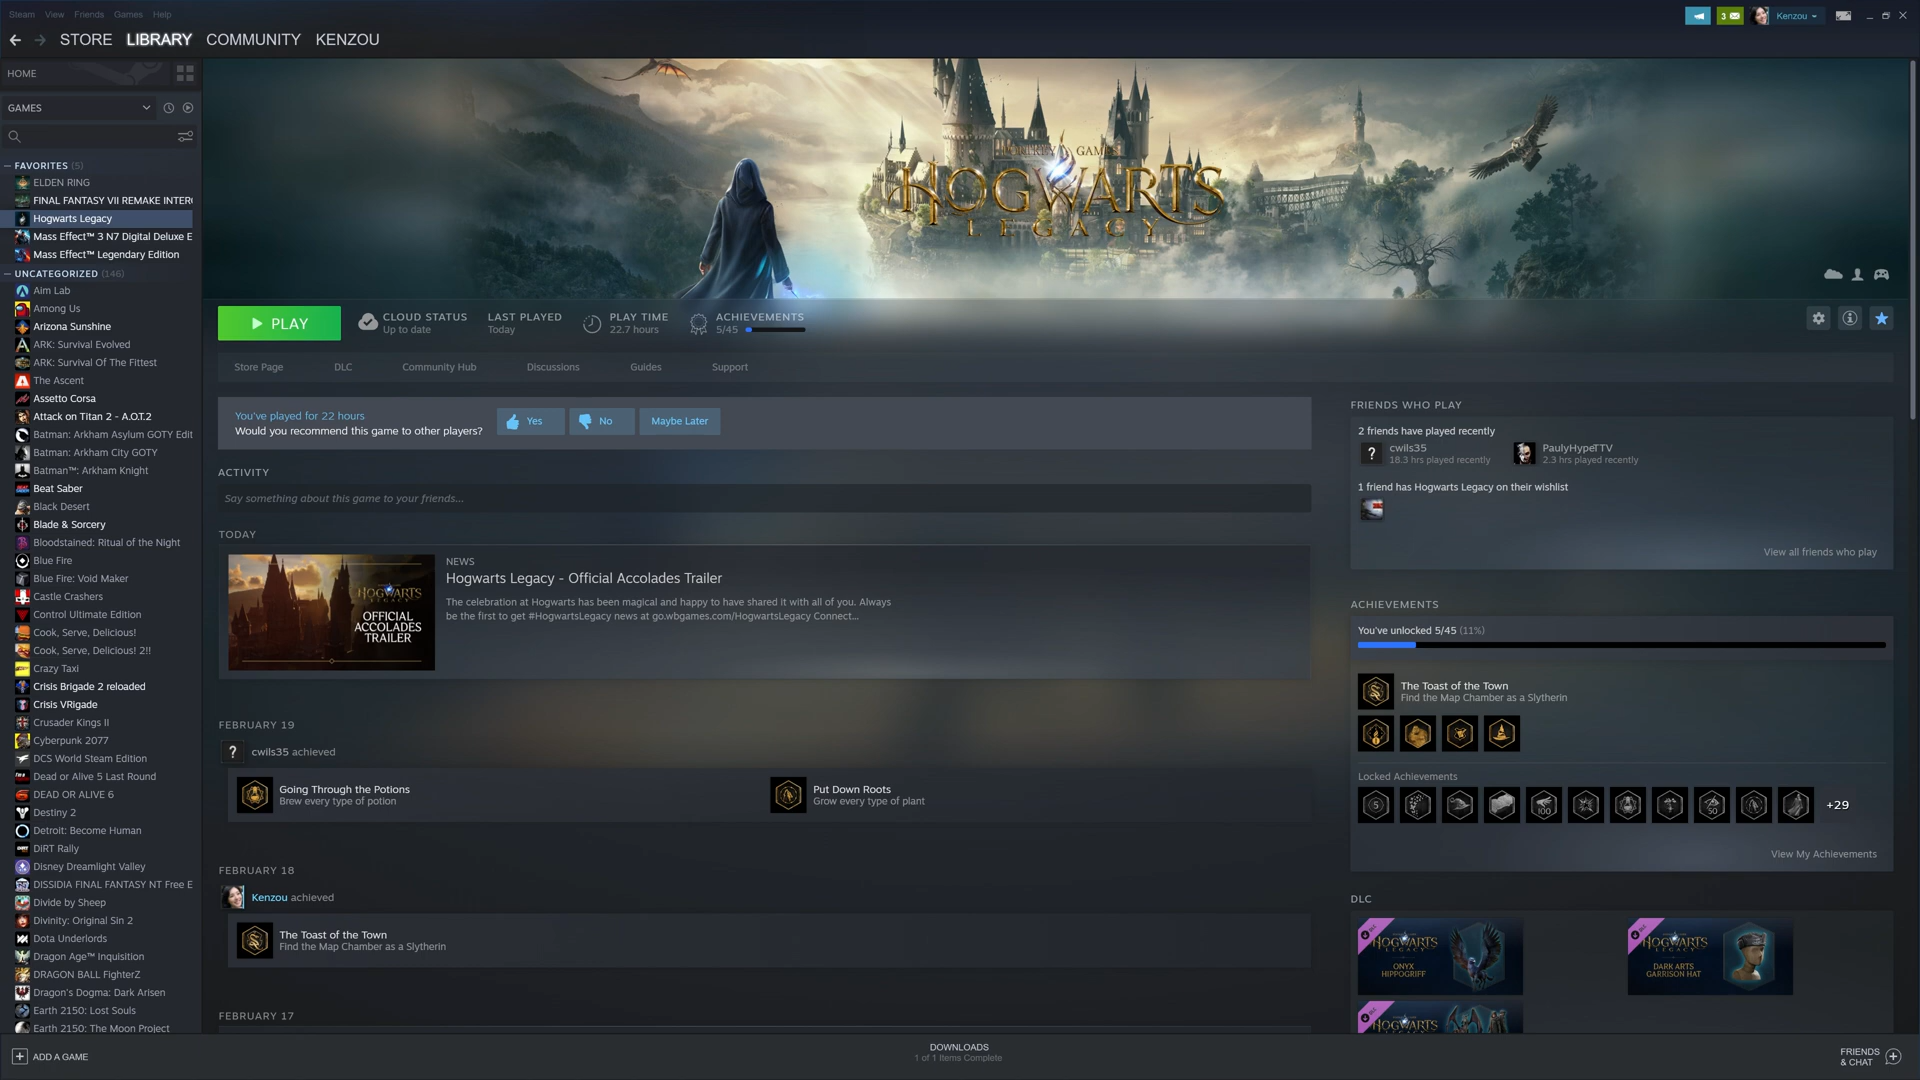 Steam View Friends Games Help
3
Kenzou
STORE LIBRARY COMMUNITY KENZOU
HOME
GAMES
FAVORITES (5)
ELDEN RING
FINAL FANTASY VII REMAKE INTER
Hogwarts Legacy
Mass Effect™ 3 N7 Digital Deluxe E
Mass Effect™ Legendary Edition
UNCATEGORIZED (146)
Aim Lab
Among Us
Arizona Sunshine
ARK: Survival Evolved
ARK: Survival Of The Fittest
The Ascent
Assetto Corsa
Attack on Titan 2 - A.O.T.2
Batman: Arkham Asylum GOTY Edit
Batman: Arkham City GOTY
Batman™: Arkham Knight
Beat Saber
Black Desert
Blade & Sorcery
Bloodstained: Ritual of the Night
Blue Fire
Blue Fire: Void Maker
Castle Crashers
Control Ultimate Edition
Cook, Serve, Delicious!
Cook, Serve, Delicious! 2!!
Crazy Taxi
Crisis Brigade 2 reloaded
Crisis VRigade
Crusader Kings II
Cyberpunk 2077
DCS World Steam Edition
Dead or Alive 5 Last Round
DEAD OR ALIVE 6
Destiny 2
Detroit: Become Human
DIRT Rally
Disney Dreamlight Valley
DISSIDIA FINAL FANTASY NT Free E
Divide by Sheep
Divinity: Original Sin 2
Dota Underlords
Dragon Age™ Inquisition
DRAGON BALL FighterZ
Dragon's Dogma: Dark Arisen
Earth 2150: Lost Souls
Earth 2150: The Moon Project
GAMES
HOGWARTS
LEGACY
PLAY
CLOUD STATUS
Up to date
LAST PLAYED
Today
PLAY TIME
22.7 hours
ACHIEVEMENTS
5/45
Store Page DLC Community Hub Discussions Guides Support
You've played for 22 hours
Would you recommend this game to other players?
Yes No Maybe Later
ACTIVITY
Say something about this game to your friends...
TODAY
HOGWARTS
LEGACY
OFFICIAL
ACCOLADES
TRAILER
NEWS
Hogwarts Legacy - Official Accolades Trailer
The celebration at Hogwarts has been magical and happy to have shared it with all of you. Always
be the first to get #HogwartsLegacy news at go.wbgames.com/HogwartsLegacy Connect...
FEBRUARY 19
? cwils35 achieved
Going Through the Potions
Brew every type of potion
Put Down Roots
Grow every type of plant
FEBRUARY 18
Kenzou achieved
The Toast of the Town
Find the Map Chamber as a Slytherin
FEBRUARY 17
FRIENDS WHO PLAY
2 friends have played recently
? cwils35
18.3 hrs played recently
PaulyHypeTTV
2.3 hrs played recently
1 friend has Hogwarts Legacy on their wishlist
View all friends who play
ACHIEVEMENTS
You've unlocked 5/45 (11%)
The Toast of the Town
Find the Map Chamber as a Slytherin
Locked Achievements
5 100 50 +29
View My Achievements
DLC
HOGWARTS
LEGACY
ONYX
HIPPOGRIFF
HOGWARTS
LEGACY
DARK ARTS
GARRISON HAT
HOGWARTS
ADD A GAME
DOWNLOADS
1 of 1 Items Complete
FRIENDS
& CHAT